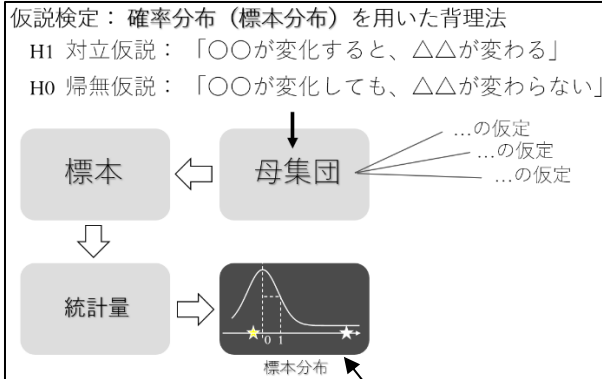 仮説検定： 確率分布（標本分布）を用いた背理法
H1 対立仮説： 「○○が変化すると、△△が変わる」
H0 帰無仮説： 「○○が変化しても、△△が変わらない」
…の仮定
…の仮定
…の仮定
標本
母集団
統計量
0 1
標本分布